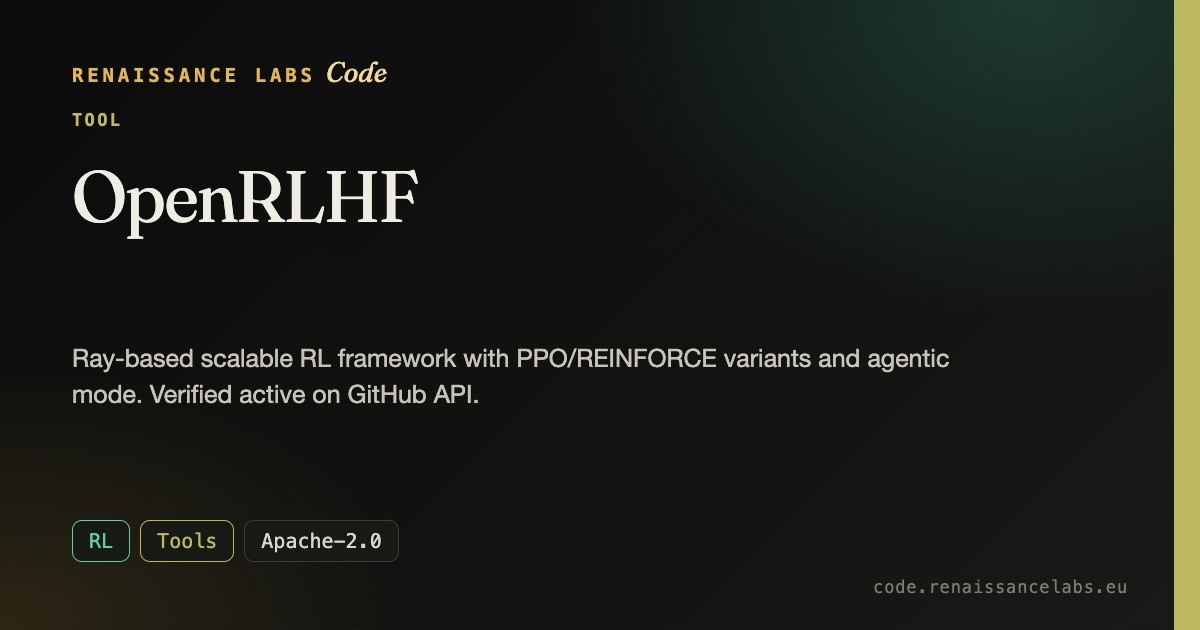 RENAISSANCE LABS Code
TOOL
OpenRLHF
Ray-based scalable RL framework with PPO/REINFORCE variants and agentic
mode. Verified active on GitHub API.
RL Tools Apache-2.0
code.renaissancelabs.eu